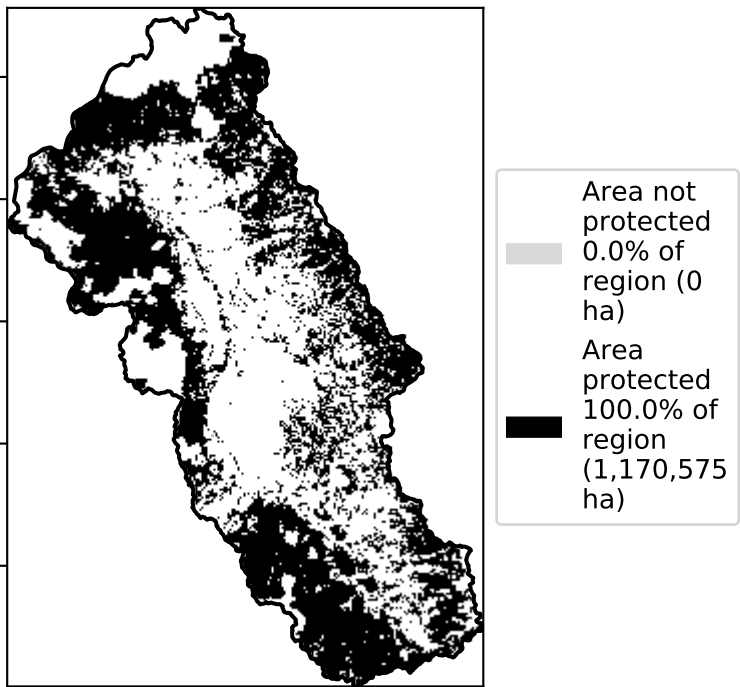 Area not
protected
0.0% of
region (0
ha)
Area
protected
100.0% of
region
(1,170,575
ha)